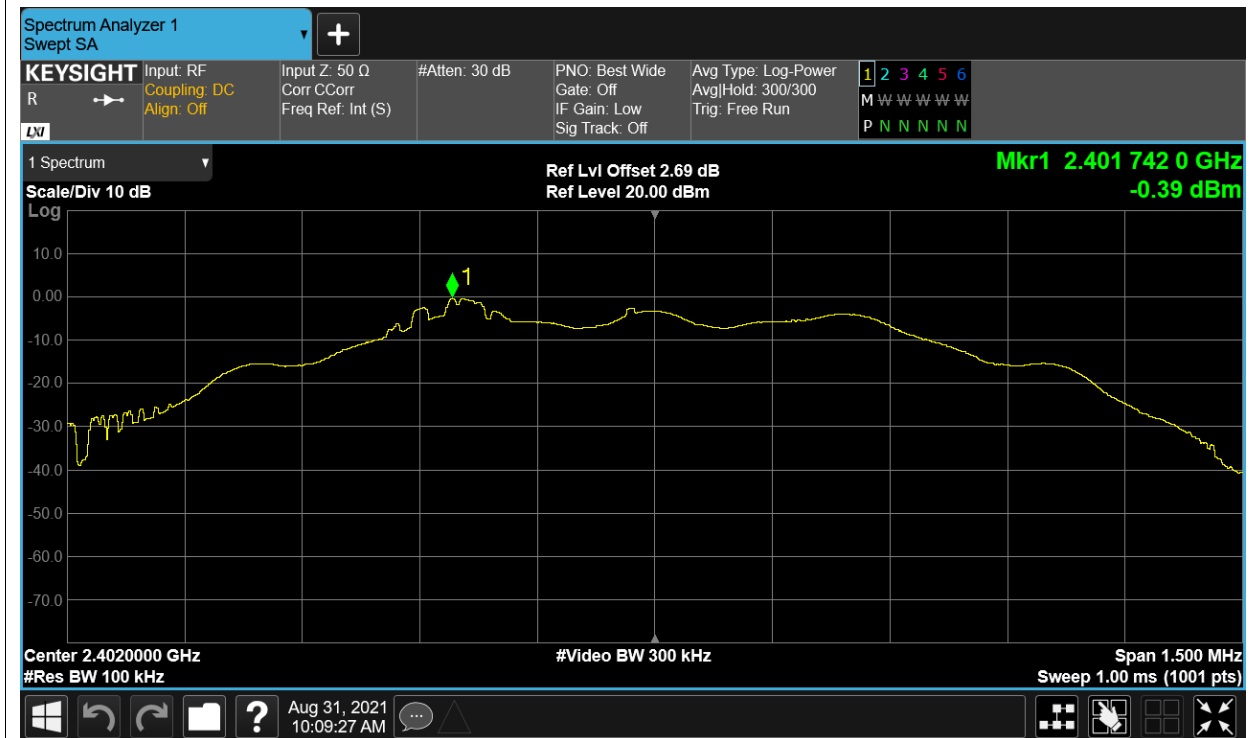 Spectrum Analyzer 1
Swept SA
KEYSIGHT
R
LXI
Input: RF
Coupling: DC
Align: Off
Input Z: 50 Ω
Corr CCorr
Freq Ref: Int (S)
#Atten: 30 dB
PNO: Best Wide
Gate: Off
IF Gain: Low
Sig Track: Off
Avg Type: Log-Power
Avg|Hold: 300/300
Trig: Free Run
1 2 3 4 5 6
M W W W W W
P N N N N N
1 Spectrum
Scale/Div 10 dB
Log
Ref Lvl Offset 2.69 dB
Ref Level 20.00 dBm
Mkr1 2.401 742 0 GHz
-0.39 dBm
10.0
0.00
-10.0
-20.0
-30.0
-40.0
-50.0
-60.0
-70.0
1
Center 2.4020000 GHz
#Res BW 100 kHz
#Video BW 300 kHz
Span 1.500 MHz
Sweep 1.00 ms (1001 pts)
?
Aug 31, 2021
10:09:27 AM